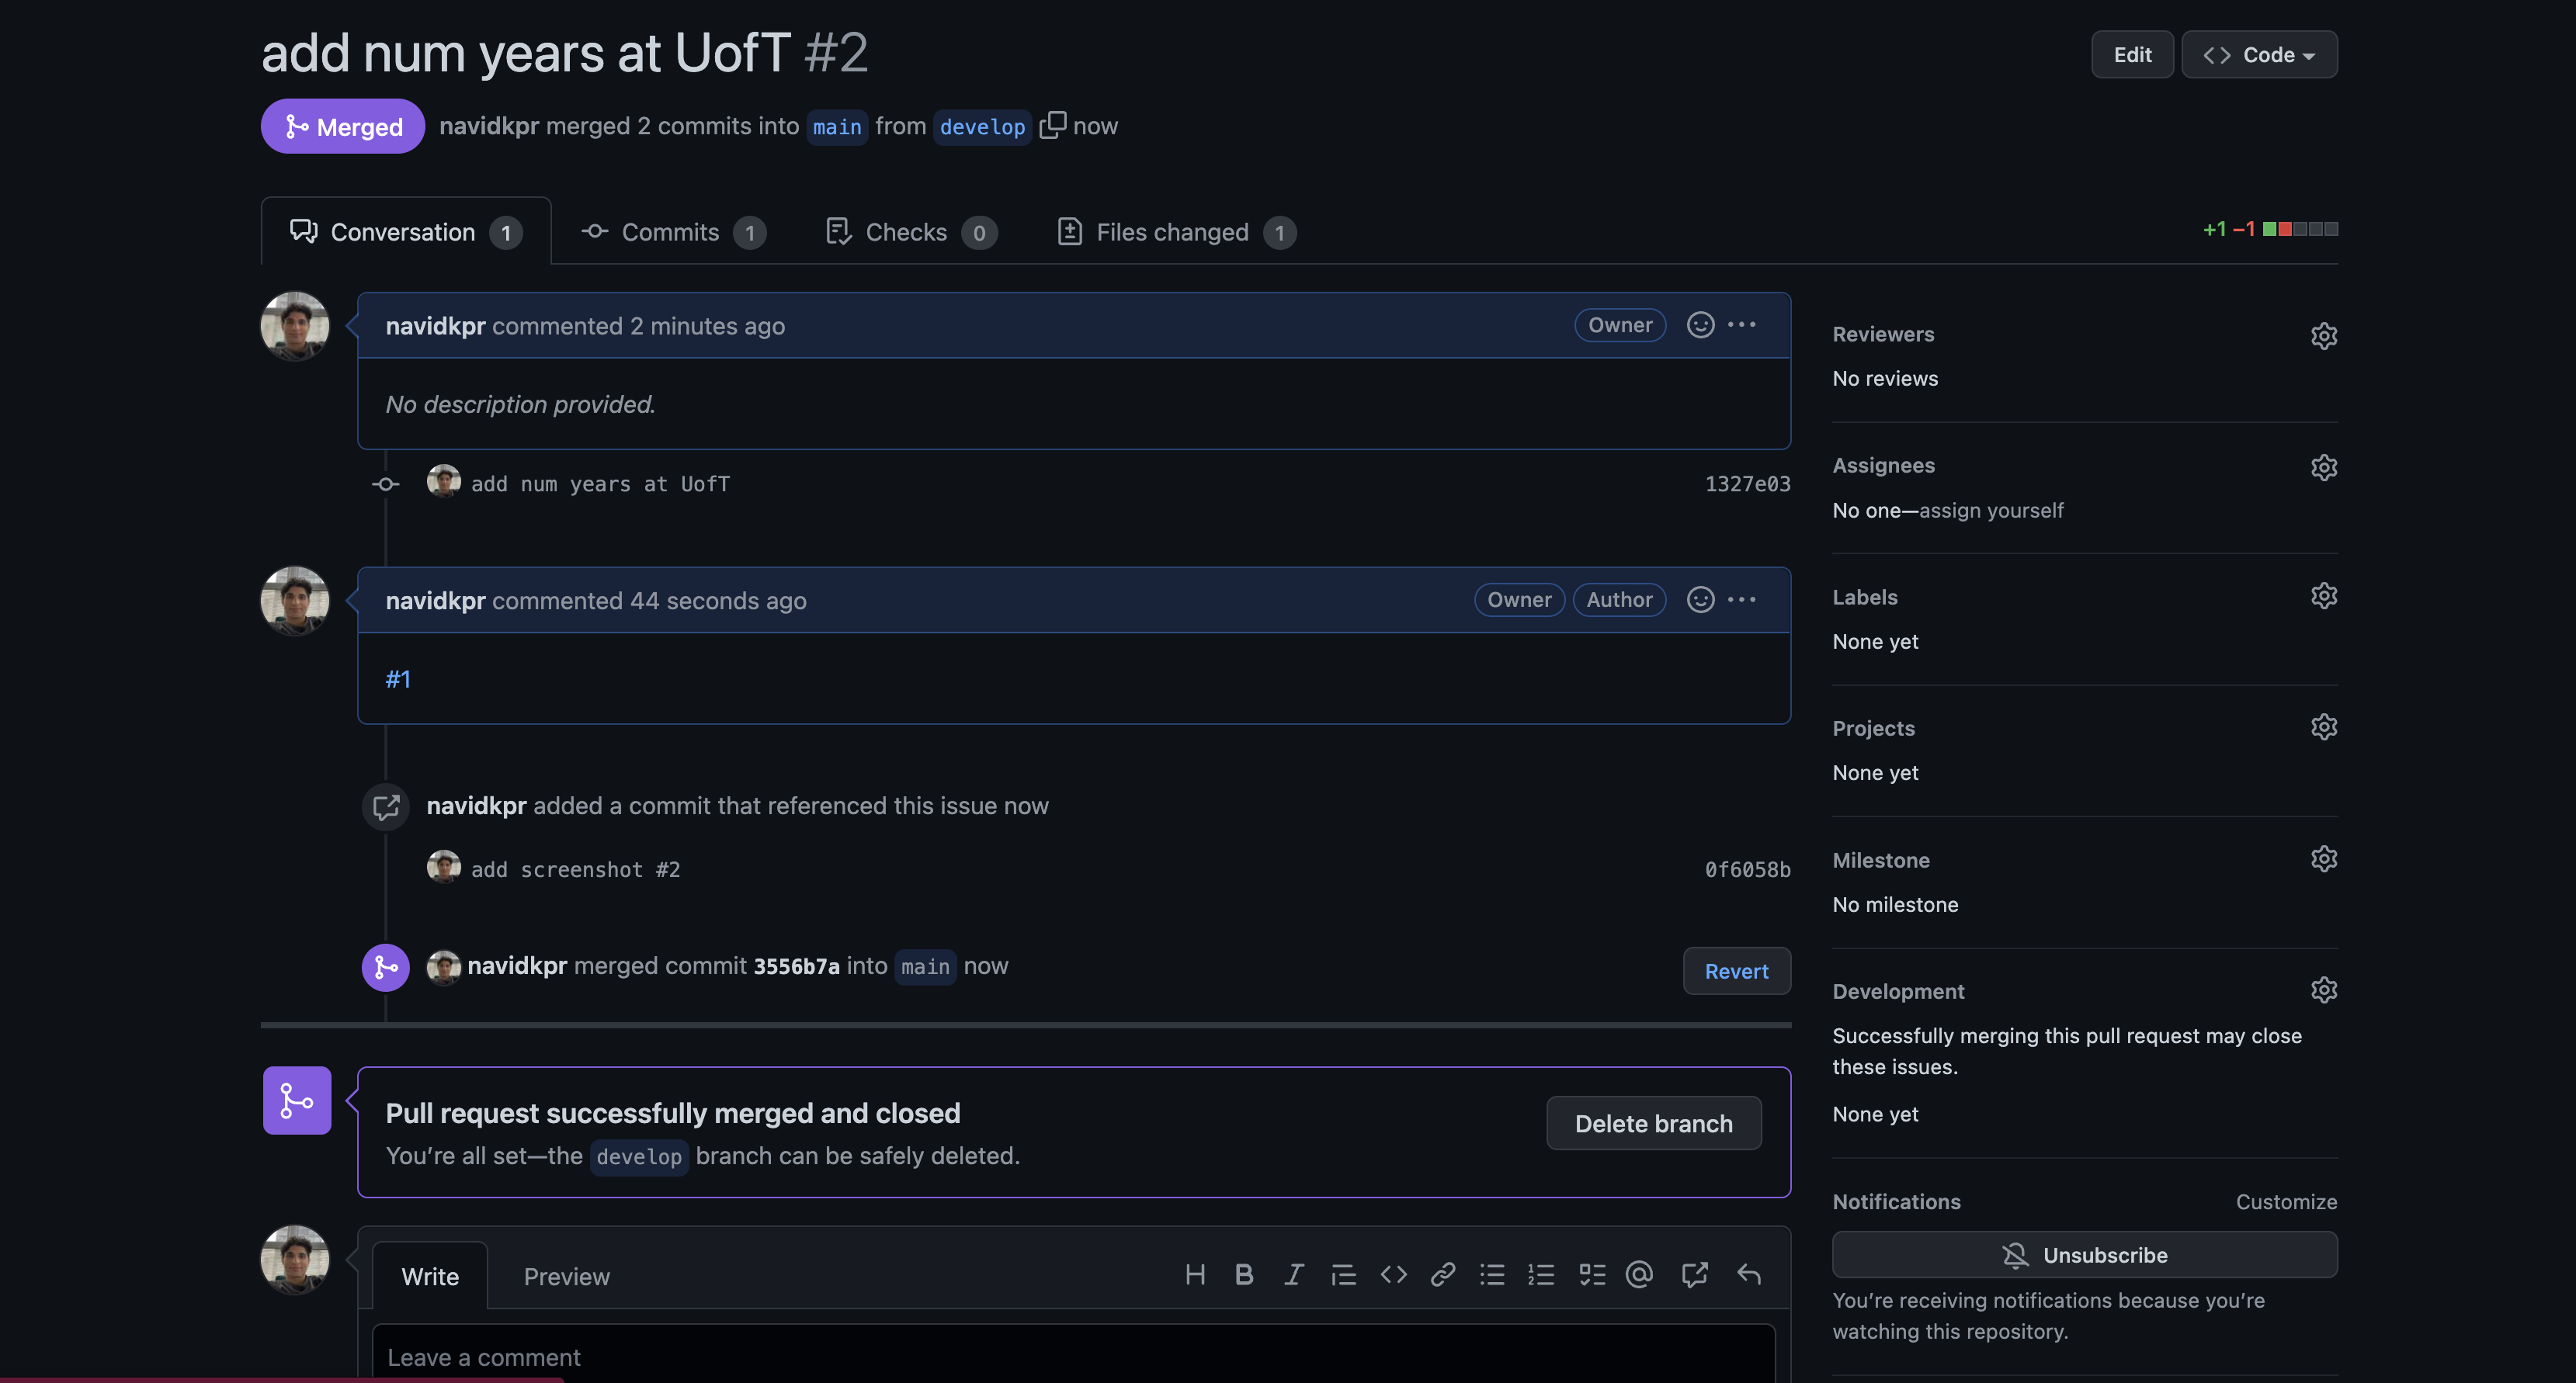 add num years at UofT #2
Edit
Code
Merged
navidkpr merged 2 commits into main from develop now
Conversation 1
Commits 1
Checks 0
Files changed 1
+1 −1
navidkpr commented 2 minutes ago
Owner
No description provided.
add num years at UofT
1327e03
navidkpr commented 44 seconds ago
Owner
Author
#1
navidkpr added a commit that referenced this issue now
add screenshot #2
0f6058b
navidkpr merged commit 3556b7a into main now
Revert
Pull request successfully merged and closed
You’re all set—the develop branch can be safely deleted.
Delete branch
Write
Preview
Leave a comment
Reviewers
No reviews
Assignees
No one—assign yourself
Labels
None yet
Projects
None yet
Milestone
No milestone
Development
Successfully merging this pull request may close
these issues.
None yet
Notifications
Customize
Unsubscribe
You’re receiving notifications because you’re
watching this repository.